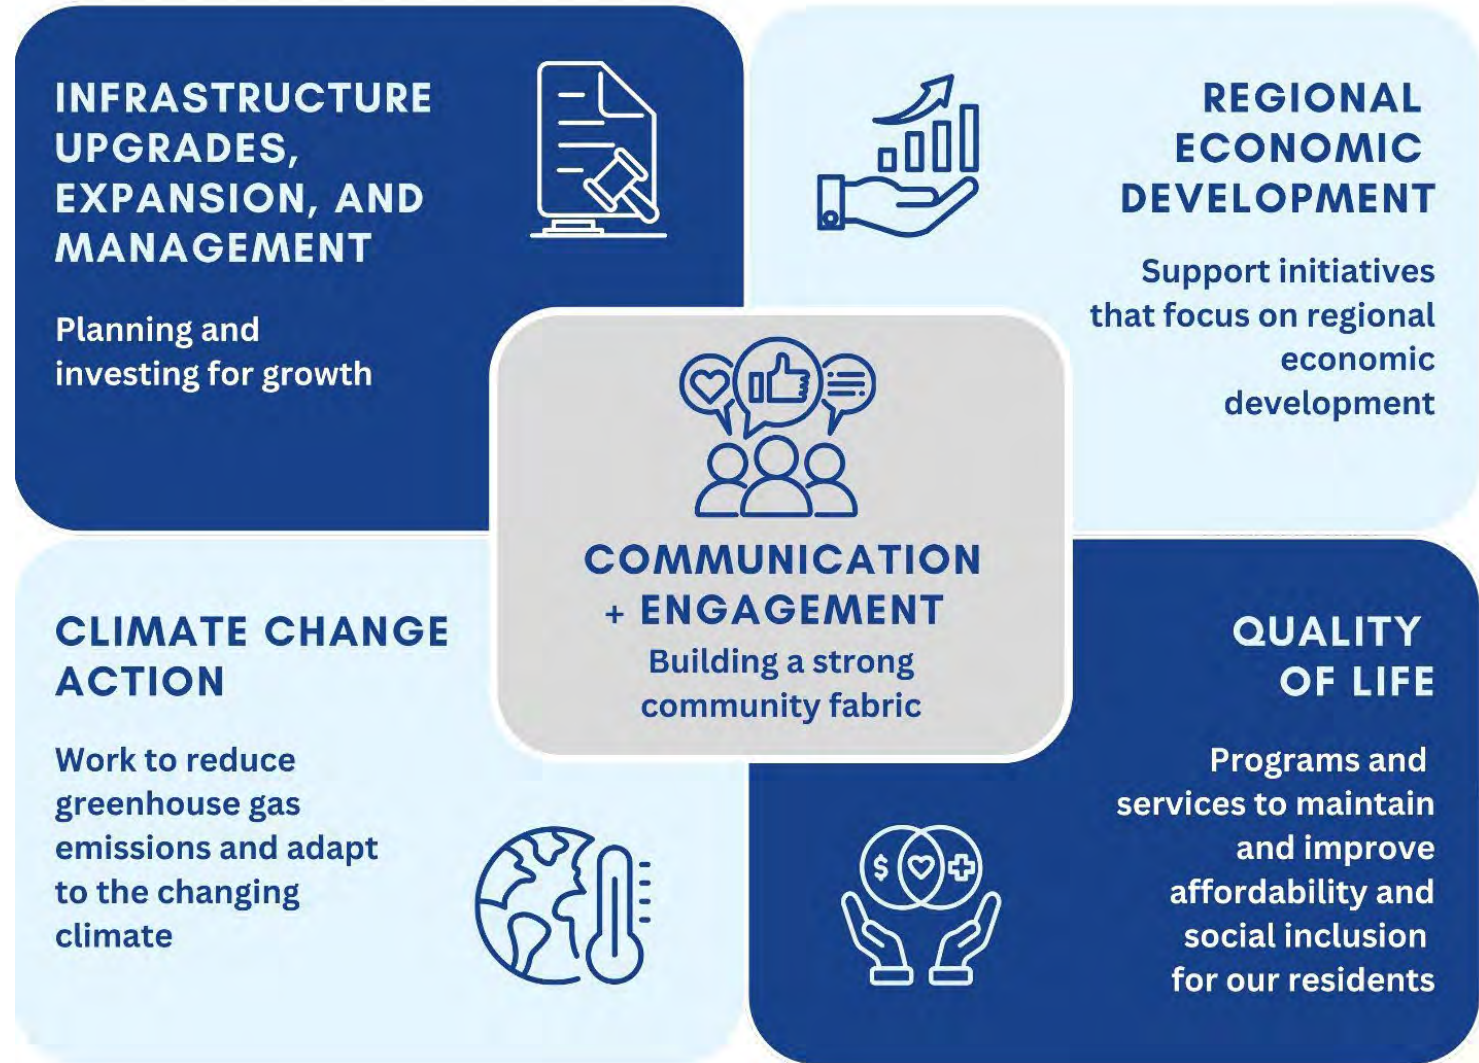 INFRASTRUCTURE
UPGRADES,
EXPANSION, AND
MANAGEMENT
Planning and
investing for growth
REGIONAL
ECONOMIC
DEVELOPMENT
Support initiatives
that focus on regional
economic
development
COMMUNICATION
+ ENGAGEMENT
Building a strong
community fabric
CLIMATE CHANGE
ACTION
Work to reduce
greenhouse gas
emissions and adapt
to the changing
climate
QUALITY
OF LIFE
Programs and
services to maintain
and improve
affordability and
social inclusion
for our residents
$